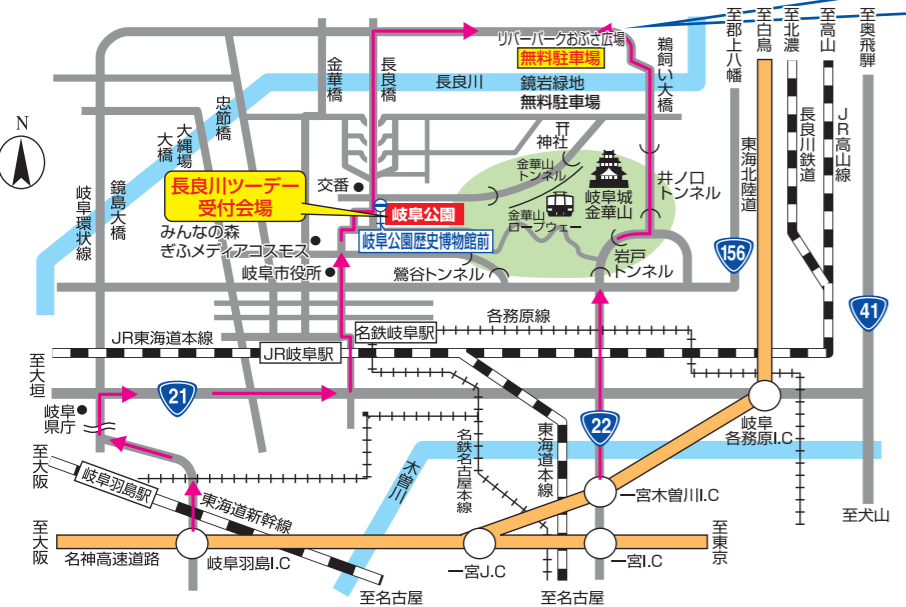 リバーパークおぶさ広場
無料駐車場
至郡上八幡
至白鳥
至北濃
至高山
至奥飛騨
金華橋
長良橋
長良川
鏡岩緑地
無料駐車場
鵜飼い大橋
忠節橋
大縄場大橋
鏡島大橋
岐阜環状線
N
神社
金華山
トンネル
岐阜城
金華山
井ノ口
トンネル
東海北陸道
長良川鉄道
JR高山線
長良川ツーデー
受付会場
交番
岐阜公園
岐阜公園歴史博物館前
金華山
ロープウェー
みんなの森
ぎふメディアコスモス
岐阜市役所
鶯谷トンネル
岩戸
トンネル
156
41
各務原線
名鉄岐阜駅
JR東海道本線
JR岐阜駅
至大垣
21
岐阜
県庁
22
岐阜
各務原I.C
至大阪
岐阜羽島駅
東海道新幹線
木曽川
名鉄名古屋本線
東海道本線
一宮木曽川I.C
至犬山
至大阪
名神高速道路
岐阜羽島I.C
一宮J.C
一宮I.C
至東京
至名古屋
至名古屋